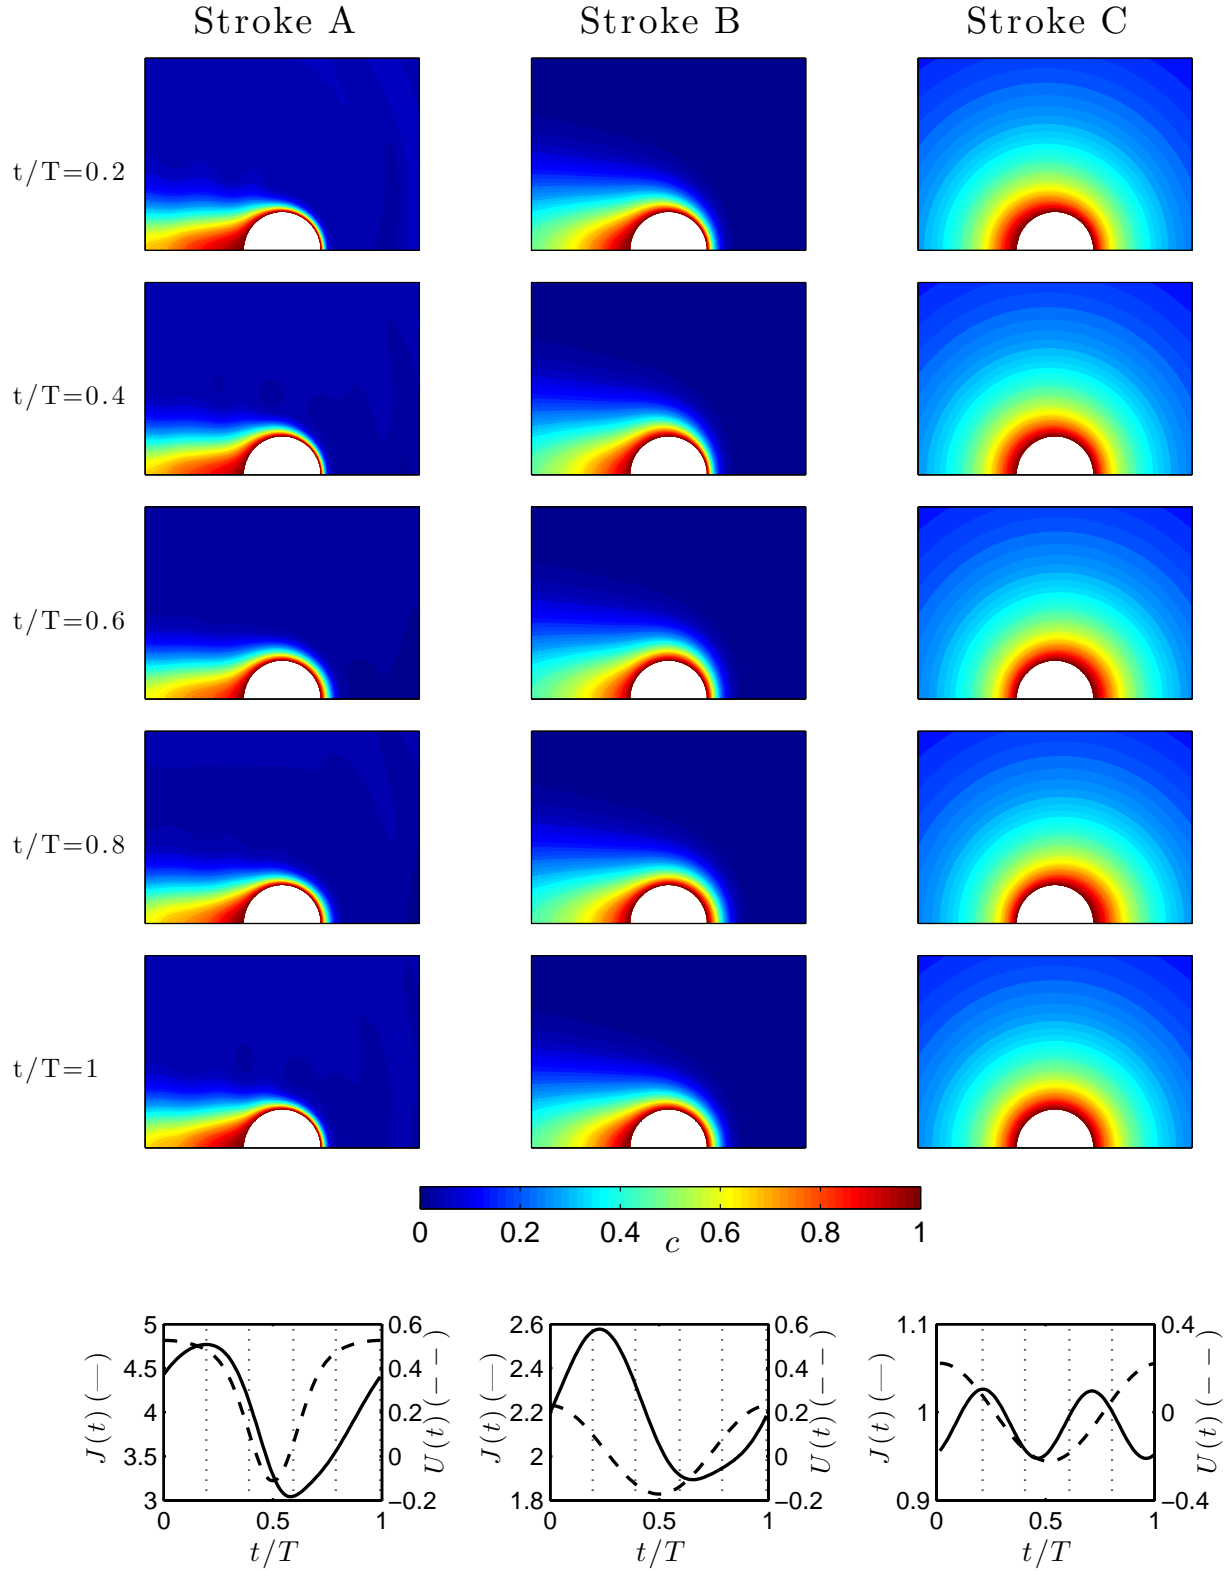 Stroke A Stroke B Stroke C
t/T=0.2
t/T=0.4
t/T=0.6
t/T=0.8
t/T=1
0 0.2 0.4 0.6 0.8 1
c
J(t)(—) 5 4.5 4 3.5 3 0.6 0.4 0.2 0 −0.2 U(t)(− −)
0 0.5 1
t/T
J(t)(—) 2.6 2.4 2.2 2 1.8 0.6 0.4 0.2 0 −0.2 U(t)(− −)
0 0.5 1
t/T
J(t)(—) 1.1 1 0.9 0.4 0.2 0 −0.2 −0.4 U(t)(− −)
0 0.5 1
t/T